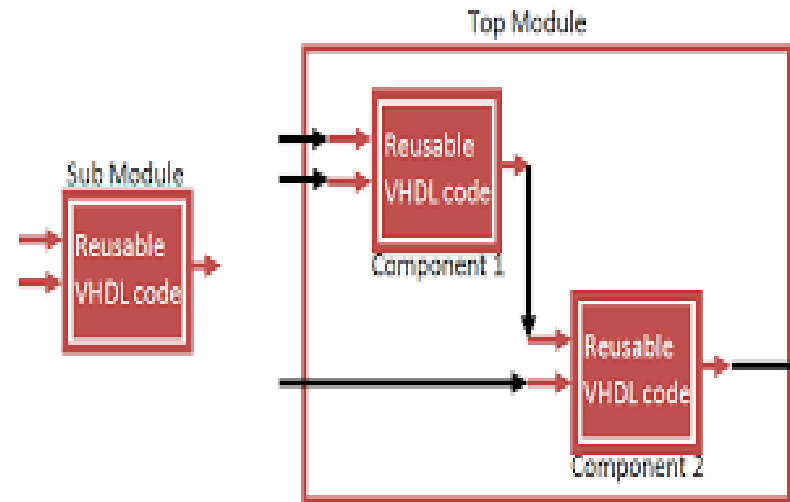 Top Module
Sub Module
Reusable
VHDL code
Reusable
VHDL code
Component 1
Reusable
VHDL code
Component 2